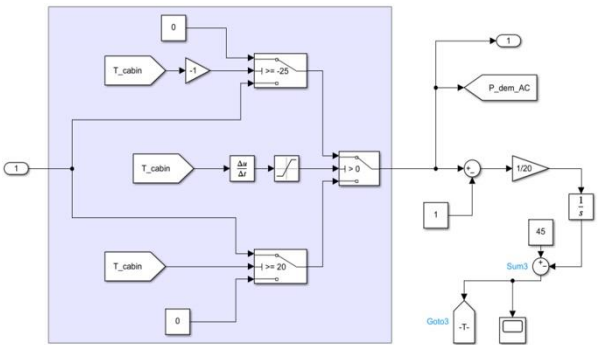 0
T_cabin
-1
>= -25
1
P_dem_AC
1
T_cabin
Δu
Δt
> 0
+
−
1/20
1
1
s
45
T_cabin
>= 20
Sum3
+
−
0
Goto3
-T-